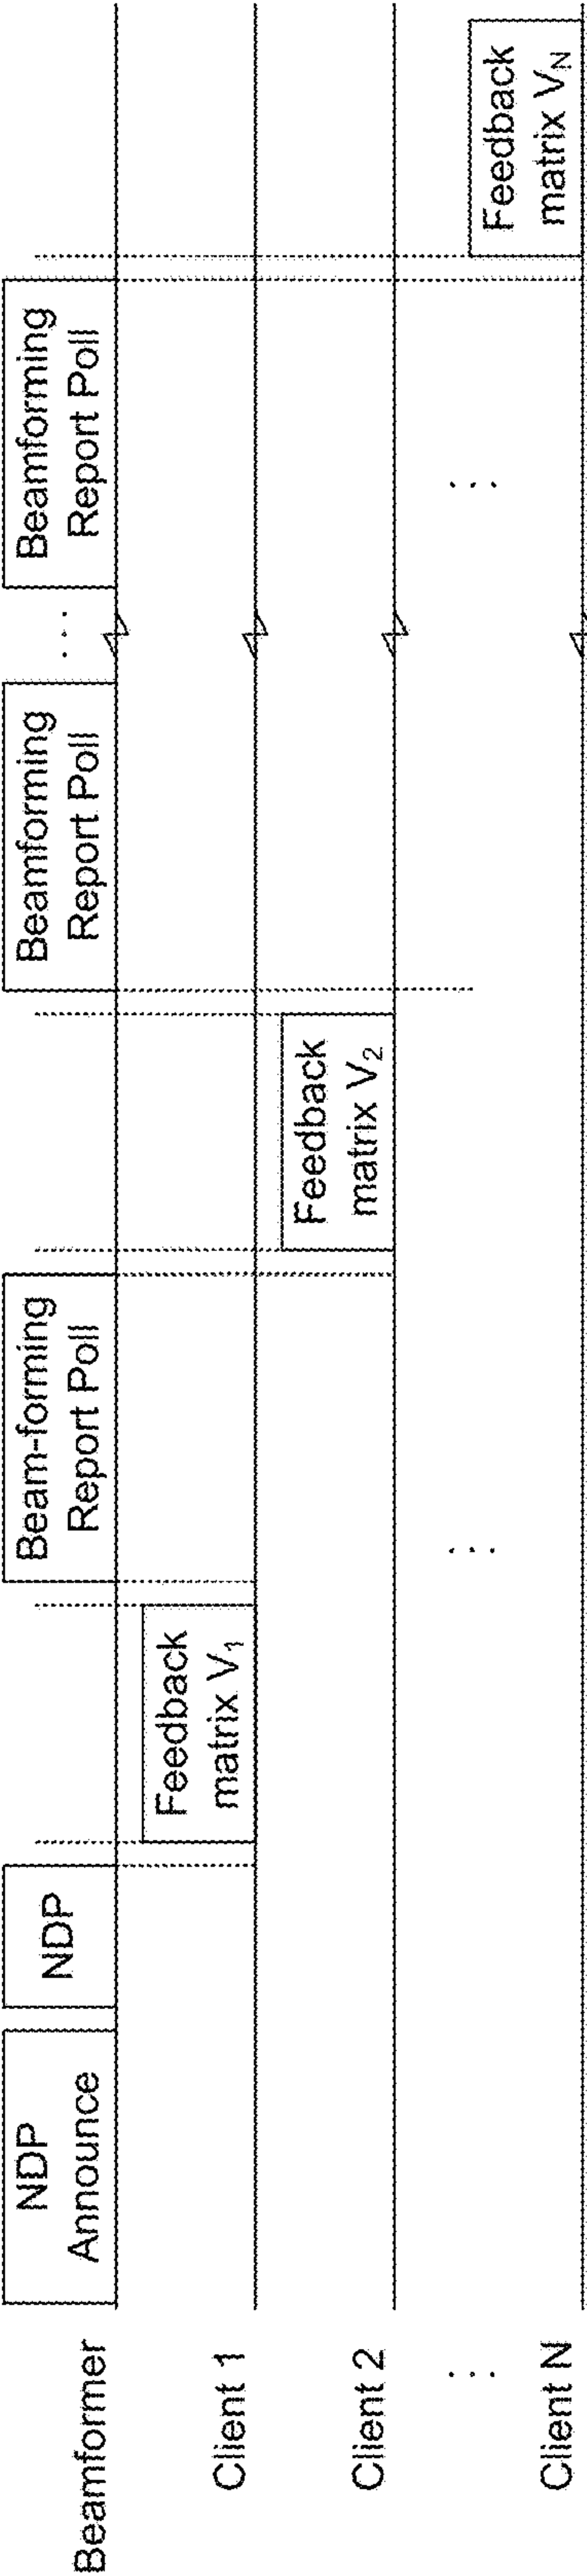 Beamformer
NDP
Announce
NDP
Beam-forming
Report Poll
Beamforming
Report Poll
...
Beamforming
Report Poll
Client 1
Feedback
matrix V₁
Client 2
Feedback
matrix V₂
...
...
...
Client N
Feedback
matrix V_N